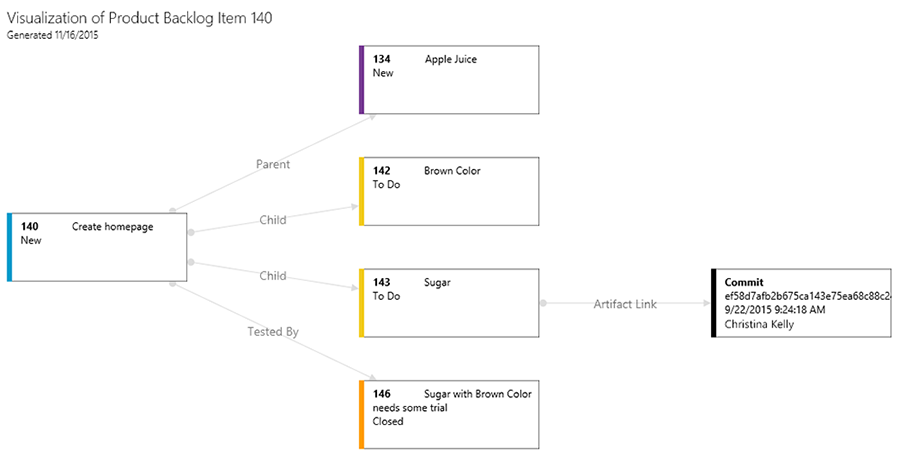 Visualization of Product Backlog Item 140
Generated 11/16/2015
134 Apple Juice
New
Parent
142 Brown Color
To Do
Child
140 Create homepage
New
Child
143 Sugar
To Do
Artifact Link
Commit
ef58d7afb2b675ca143e75ea68c88c2
9/22/2015 9:24:18 AM
Christina Kelly
Tested By
146 Sugar with Brown Color
needs some trial
Closed